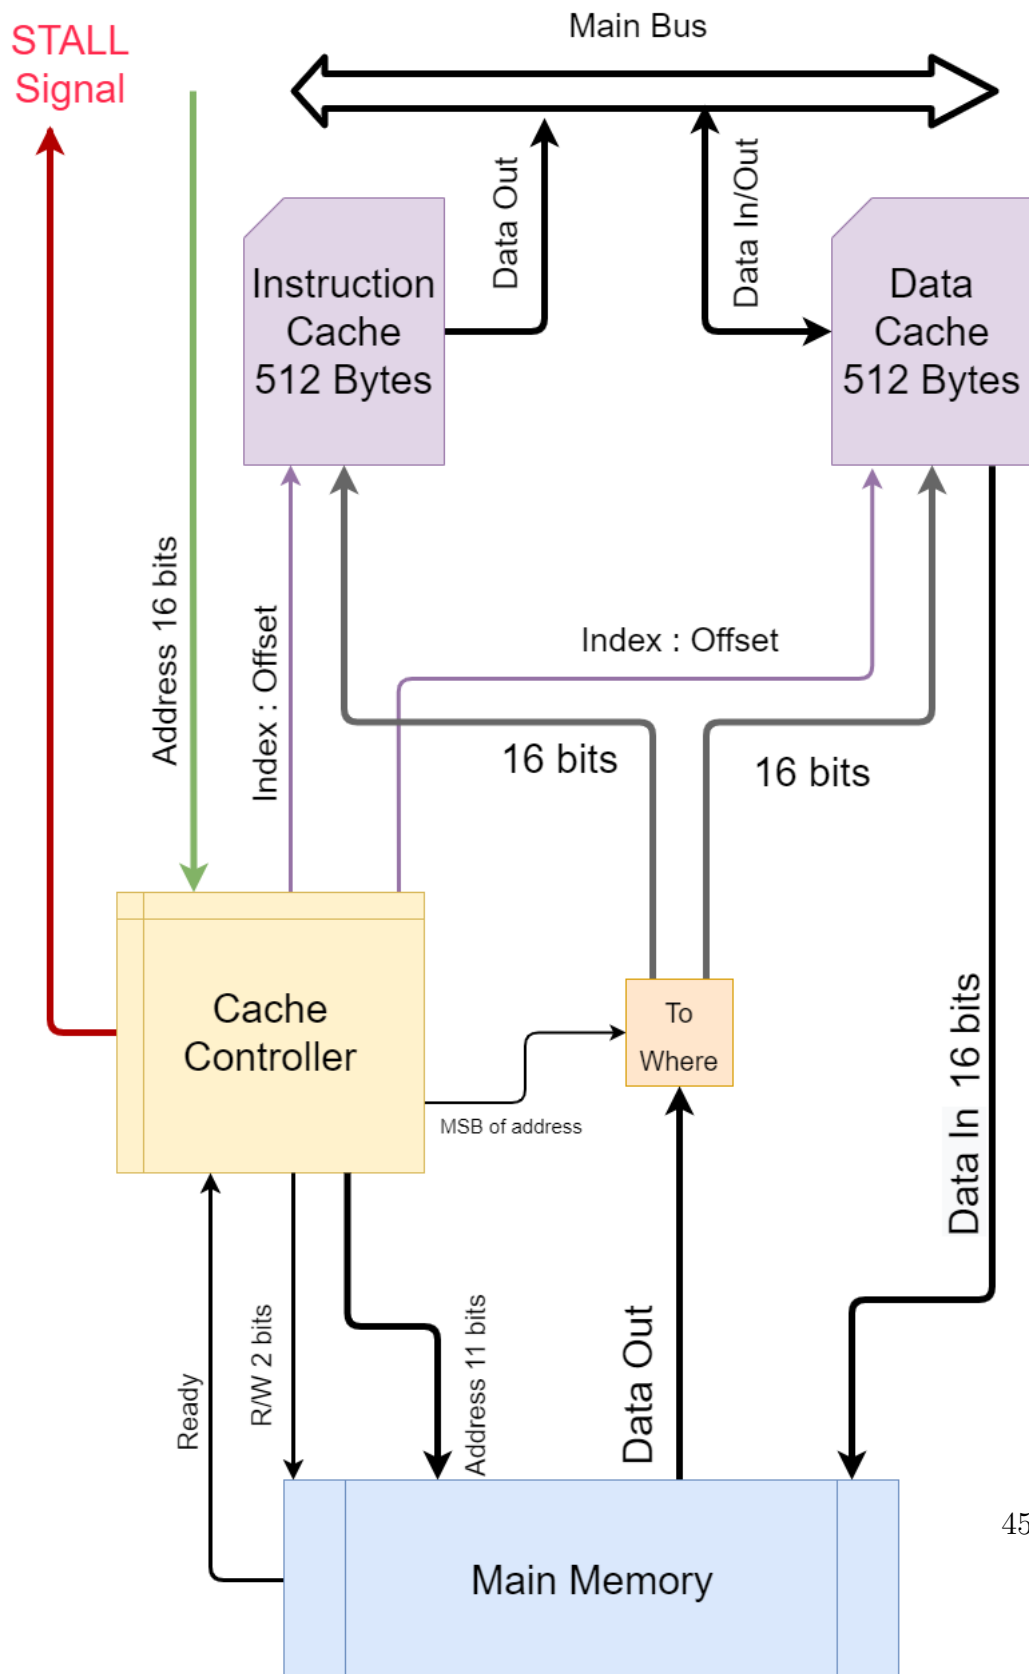 Main Bus
STALL
Signal
Data Out
Data In/Out
Instruction
Cache
512 Bytes
Data
Cache
512 Bytes
Address 16 bits
Index : Offset
Index : Offset
16 bits
16 bits
Cache
Controller
To
Where
MSB of address
Data In 16 bits
Ready
R/W 2 bits
Address 11 bits
Data Out
Main Memory
45